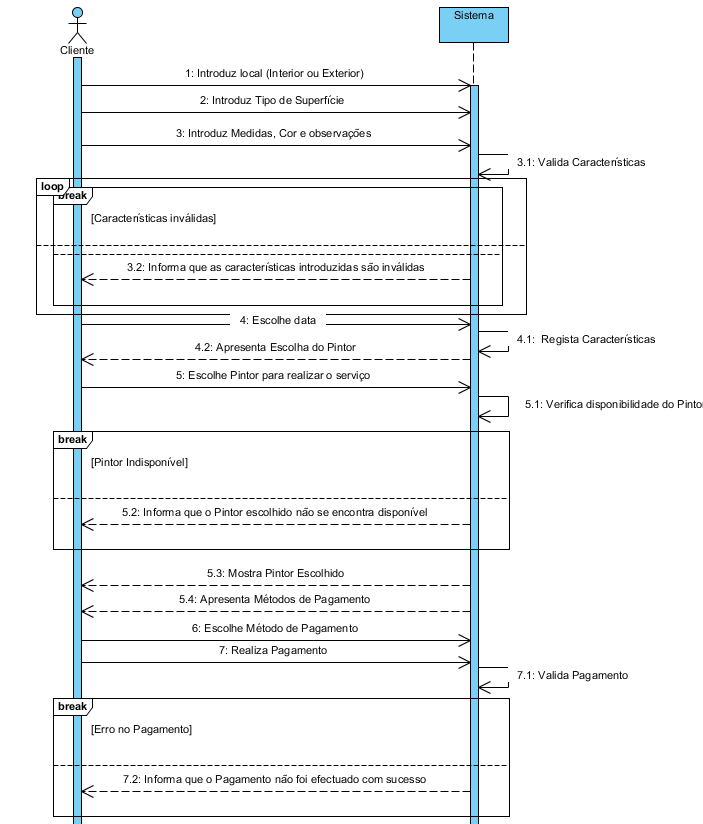 Sistema
Cliente
1: Introduz local (Interior ou Exterior)
2: Introduz Tipo de Superfície
3: Introduz Medidas, Cor e observações
3.1: Valida Características
loop
break
[Características inválidas]
3.2: Informa que as características introduzidas são inválidas
4: Escolhe data
4.1: Regista Características
4.2: Apresenta Escolha do Pintor
5: Escolhe Pintor para realizar o serviço
5.1: Verifica disponibilidade do Pinto
break
[Pintor Indisponível]
5.2: Informa que o Pintor escolhido não se encontra disponível
5.3: Mostra Pintor Escolhido
5.4: Apresenta Métodos de Pagamento
6: Escolhe Método de Pagamento
7: Realiza Pagamento
7.1: Valida Pagamento
break
[Erro no Pagamento]
7.2: Informa que o Pagamento não foi efectuado com sucesso